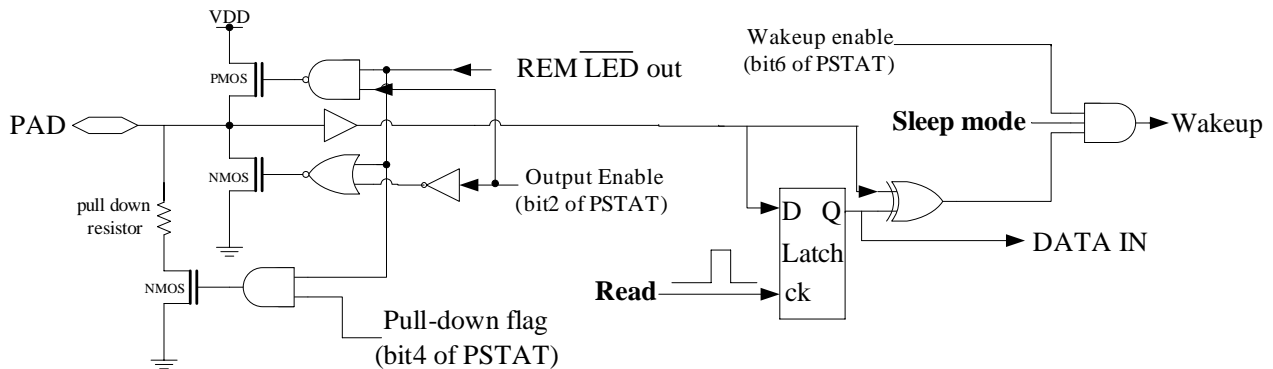 VDD
PMOS
REM LED out
Wakeup enable
(bit6 of PSTAT)
PAD
Sleep mode
Wakeup
NMOS
Output Enable
(bit2 of PSTAT)
pull down
resistor
D Q
Latch
ck
DATA IN
Read
NMOS
Pull-down flag
(bit4 of PSTAT)